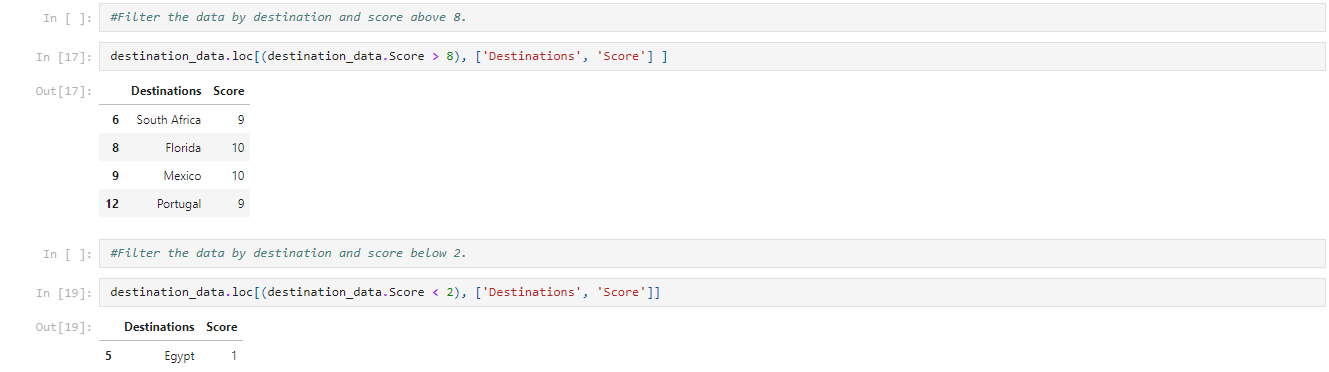 In [ ]: #Filter the data by destination and score above 8.
In [17]: destination_data.loc[(destination_data.Score > 8), ['Destinations', 'Score'] ]
Out[17]: Destinations Score
6 South Africa 9
8 Florida 10
9 Mexico 10
12 Portugal 9
In [ ]: #Filter the data by destination and score below 2.
In [19]: destination_data.loc[(destination_data.Score < 2), ['Destinations', 'Score']]
Out[19]: Destinations Score
5 Egypt 1